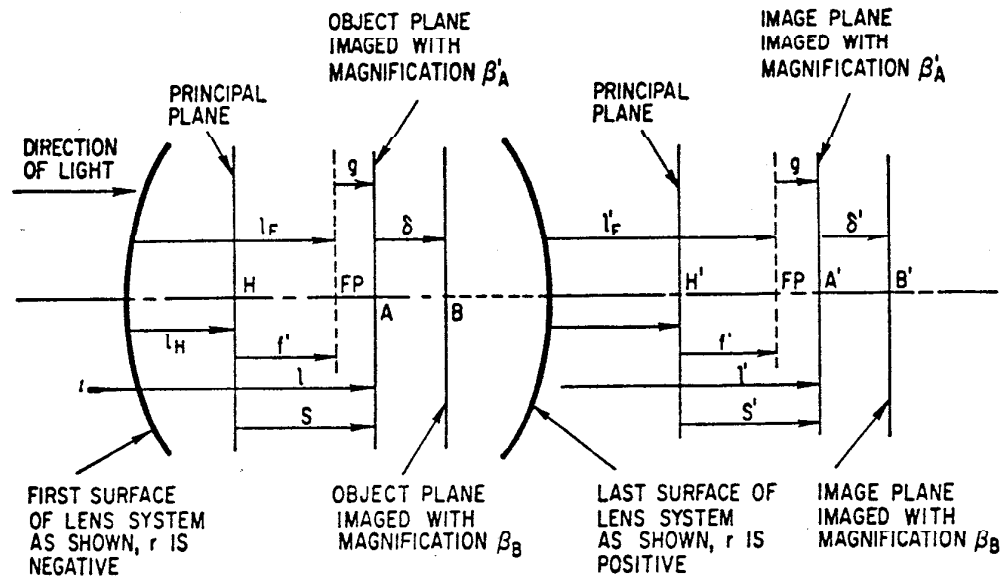 OBJECT PLANE
IMAGED WITH
MAGNIFICATION β'A
IMAGE PLANE
IMAGED WITH
MAGNIFICATION β'A
PRINCIPAL
PLANE
PRINCIPAL
PLANE
DIRECTION
OF LIGHT
g
g
lF
δ
l'F
δ'
H
FP
A
B
H'
FP
A'
B'
lH
f'
f'
l
l'
S
S'
FIRST SURFACE
OF LENS SYSTEM
AS SHOWN, r IS
NEGATIVE
OBJECT PLANE
IMAGED WITH
MAGNIFICATION βB
LAST SURFACE OF
LENS SYSTEM
AS SHOWN, r IS
POSITIVE
IMAGE PLANE
IMAGED WITH
MAGNIFICATION βB